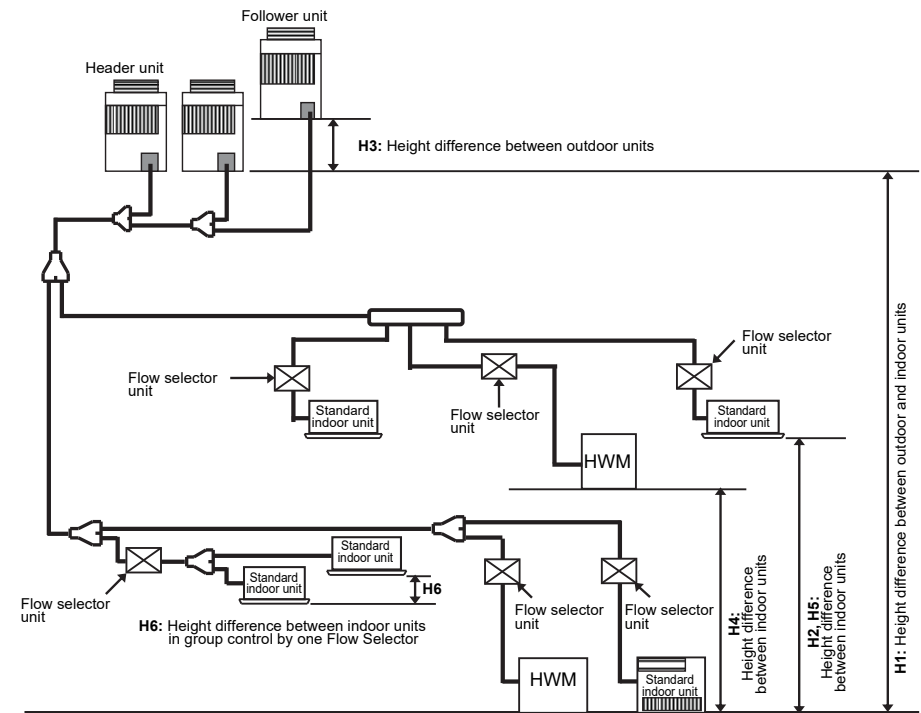 Follower unit
Header unit
H3: Height difference between outdoor units
Flow selector
unit
Flow selector
unit
Flow selector
unit
Standard
indoor unit
Standard
indoor unit
HWM
Standard
indoor unit
Standard
indoor unit
H6
Flow selector
unit
H6: Height difference between indoor units
in group control by one Flow Selector
Flow selector
unit
Flow selector
unit
HWM
Standard
indoor unit
H4:
Height difference
between indoor units
H2, H5:
Height difference
between indoor units
H1: Height difference between outdoor and indoor units